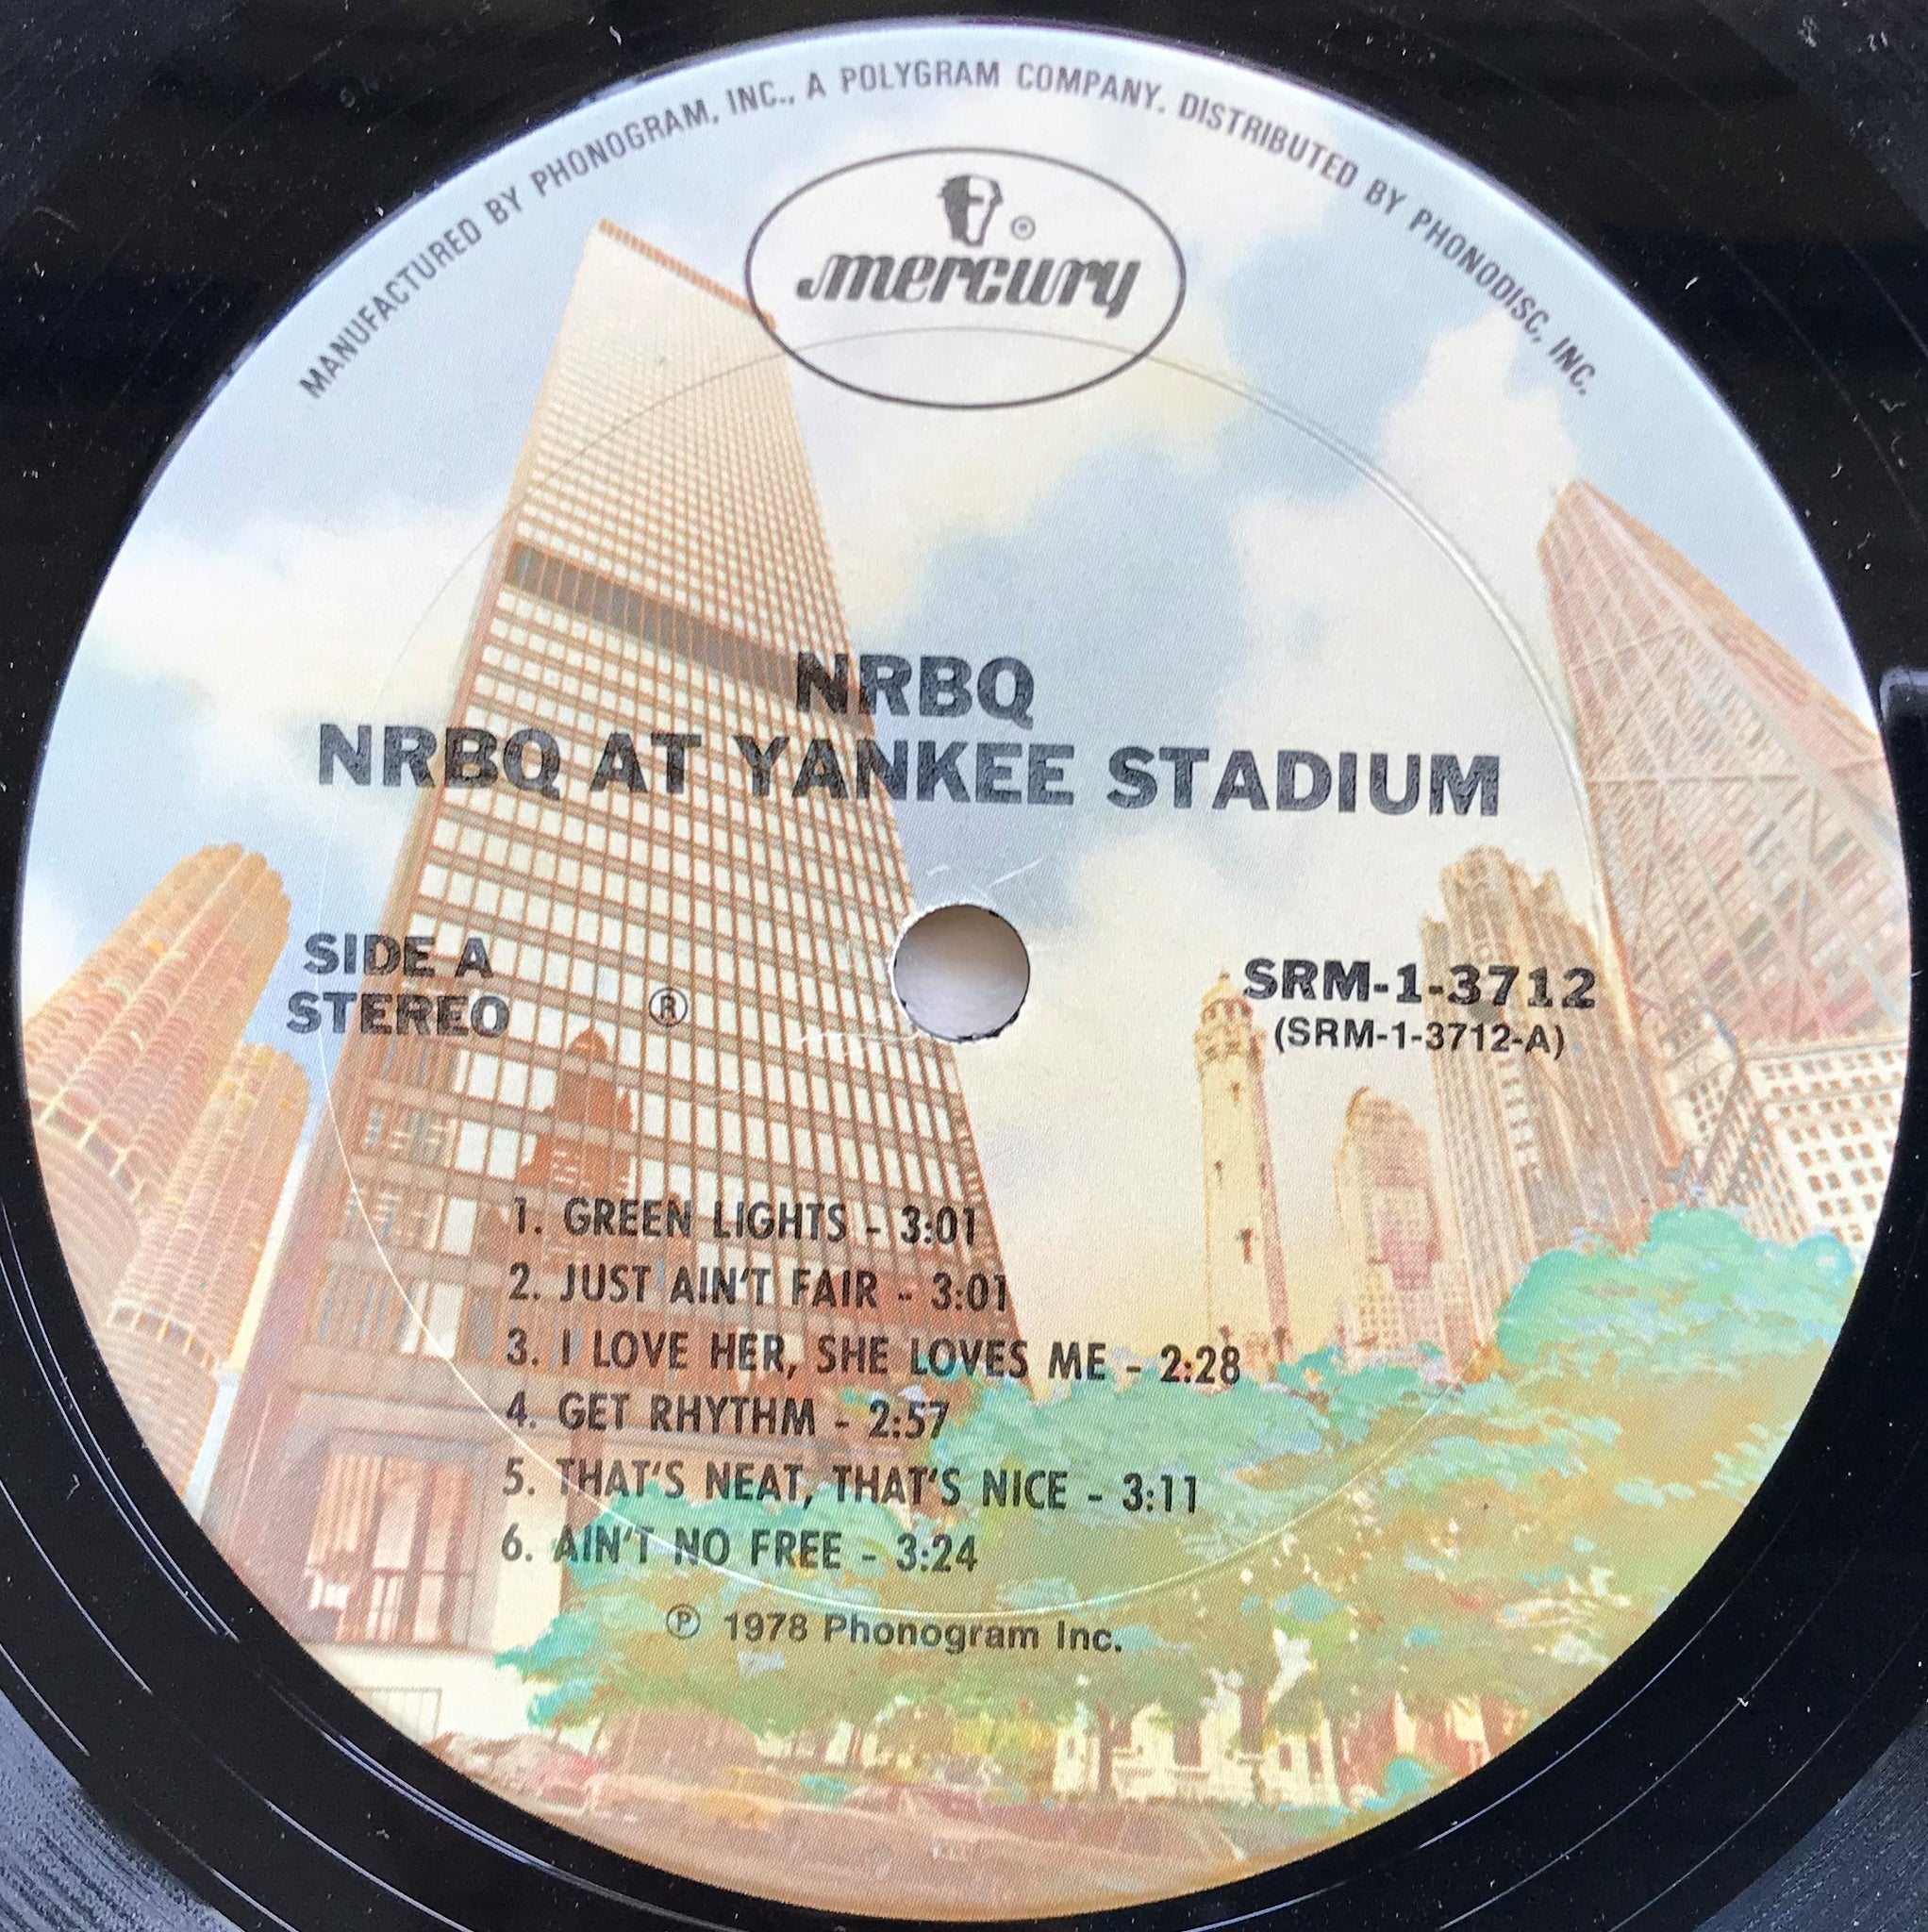 MANUFACTURED BY PHONOGRAM, INC., A POLYGRAM COMPANY. DISTRIBUTED BY PHONODISC, INC.
®
mercury
NRBQ
NRBQ AT YANKEE STADIUM
SIDE A
STEREO
®
SRM-1-3712
(SRM-1-3712-A)
1. GREEN LIGHTS - 3:01
2. JUST AIN'T FAIR - 3:01
3. I LOVE HER, SHE LOVES ME - 2:28
4. GET RHYTHM - 2:57
5. THAT'S NEAT, THAT'S NICE - 3:11
6. AIN'T NO FREE - 3:24
℗ 1978 Phonogram Inc.